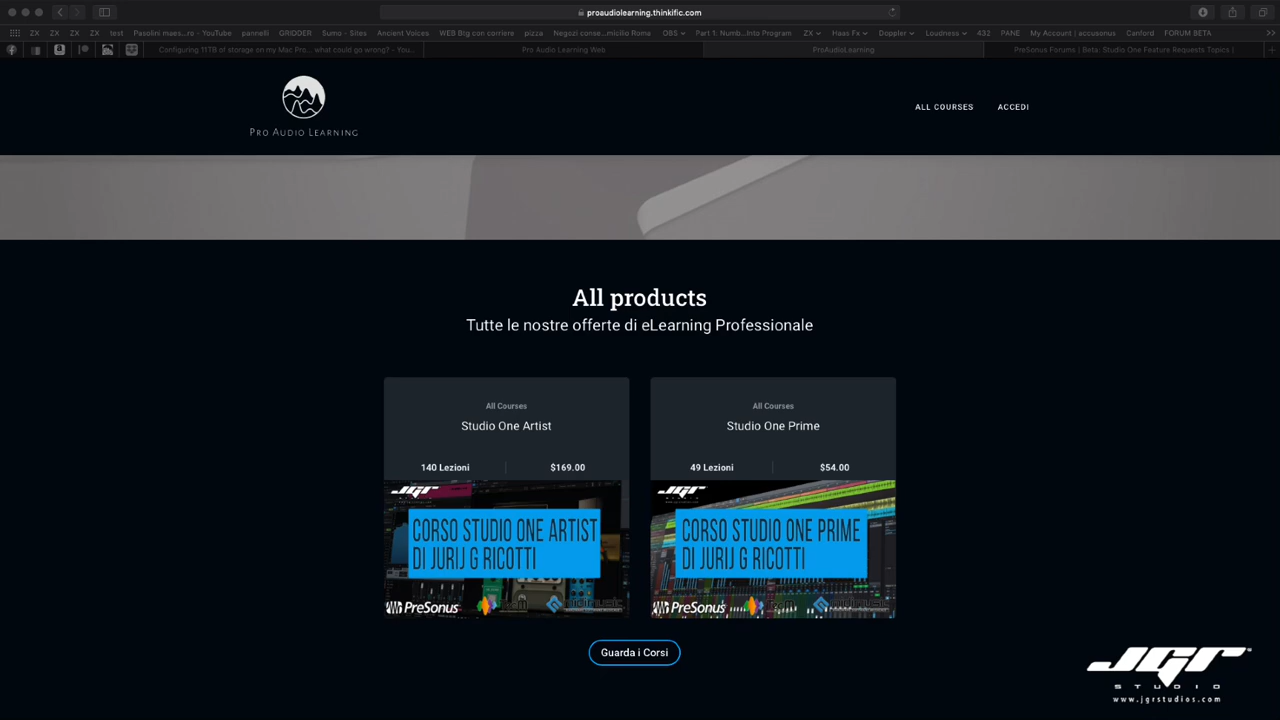 proaudiolearning.thinkific.com
ZX ZX ZX ZX test Pasolini maes...ro - YouTube pannelli GRIDDER Sumo - Sites Ancient Voices WEB Big con corriere pizza Negozi conse...micilio Roma OBS Part 1: Numb...Into Program ZX Haas Fx Doppler Loudness 432 PANE My Account | accusonus Canford FORUM BETA
Configuring 11TB of storage on my Mac Pro... what could go wrong? - You...
Pro Audio Learning Web
ProAudioLearning
PreSonus Forums | Beta: Studio One Feature Requests Topics |
PRO AUDIO LEARNING
ALL COURSES
ACCEDI
All products
Tutte le nostre offerte di eLearning Professionale
All Courses
Studio One Artist
140 Lezioni $169.00
JGR
CORSO STUDIO ONE ARTIST
DI JURIJ G RICOTTI
PreSonus
All Courses
Studio One Prime
49 Lezioni $54.00
JGR
CORSO STUDIO ONE PRIME
DI JURIJ G RICOTTI
PreSonus
Guarda i Corsi
JGR
STUDIO
www.jgrstudios.com